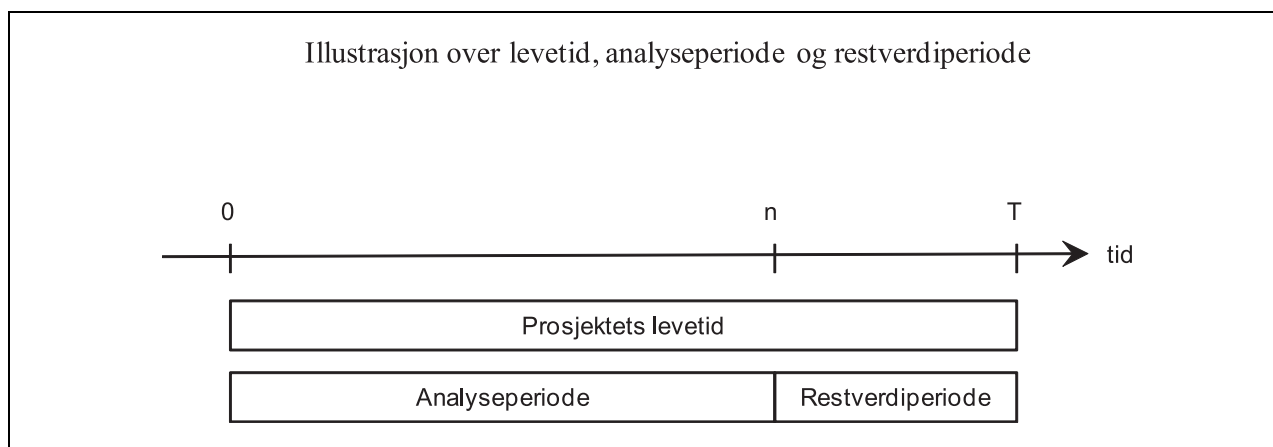 Illustrasjon over levetid, analyseperiode og restverdiperiode
0 n T
tid
Prosjektets levetid
Analyseperiode Restverdiperiode